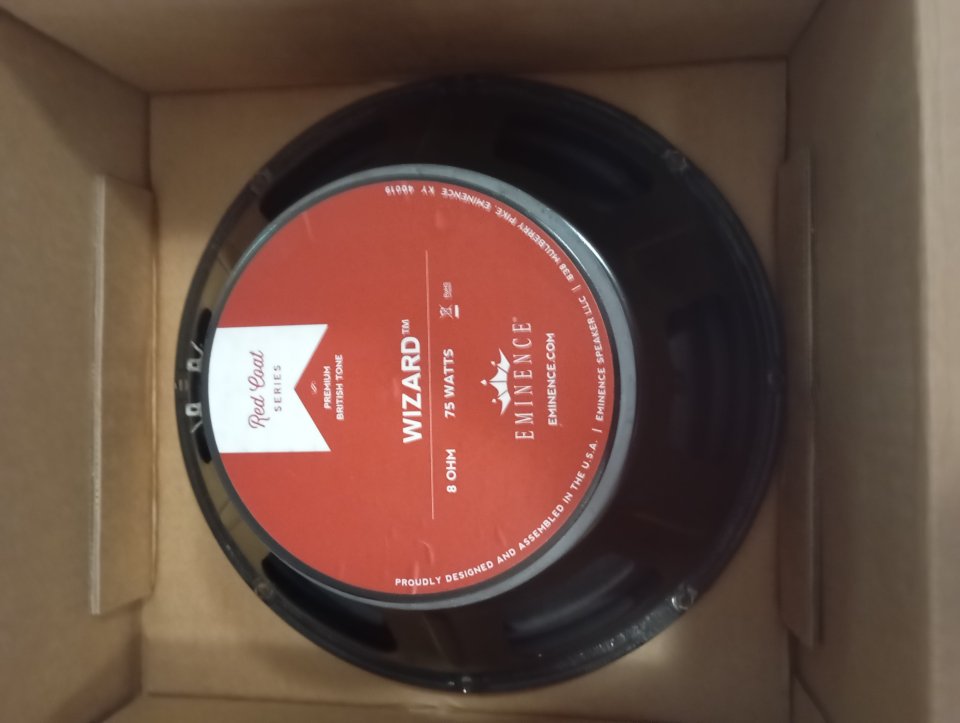 Red Coat
SERIES
PREMIUM
BRITISH TONE
WIZARD™
8 OHM 75 WATTS
RoHS
EMINENCE®
EMINENCE.COM
PROUDLY DESIGNED AND ASSEMBLED IN THE U.S.A. | EMINENCE SPEAKER LLC | 838 MULBERRY PIKE, EMINENCE KY 40019